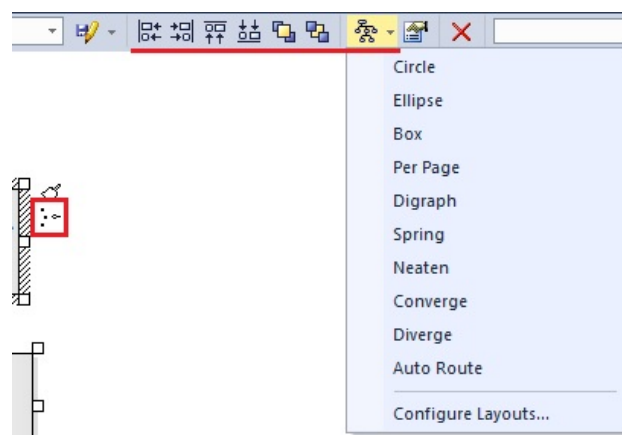 Circle
Ellipse
Box
Per Page
Digraph
Spring
Neaten
Converge
Diverge
Auto Route
Configure Layouts...